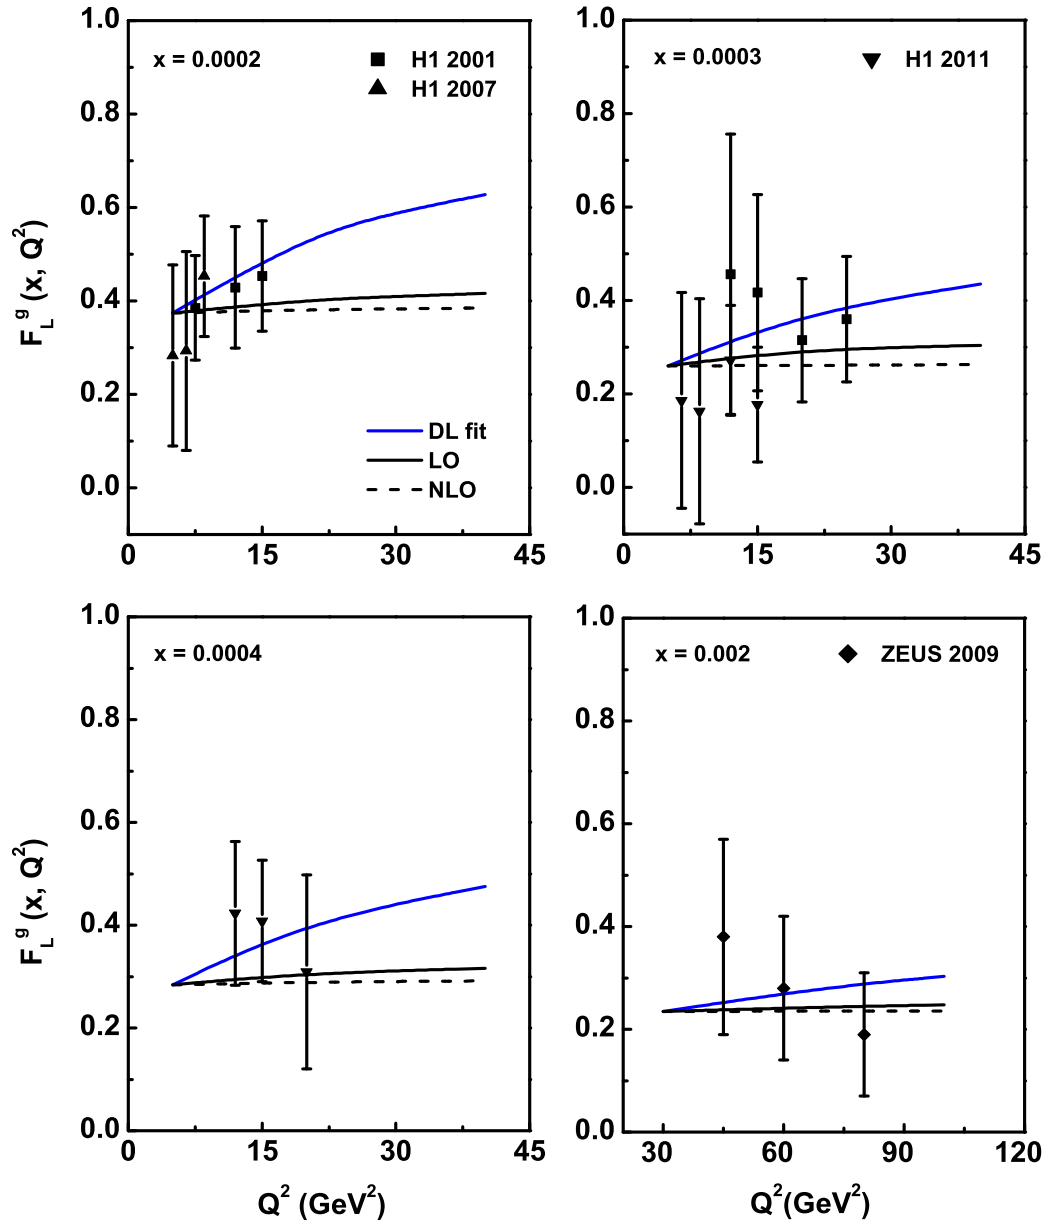 x = 0.0002
H1 2001
H1 2007
F_L^g (x, Q^2)
1.0
0.8
0.6
0.4
0.2
0.0
DL fit
LO
NLO
0 15 30 45
x = 0.0003
H1 2011
1.0
0.8
0.6
0.4
0.2
0.0
0 15 30 45
x = 0.0004
F_L^g (x, Q^2)
1.0
0.8
0.6
0.4
0.2
0.0
0 15 30 45
Q^2 (GeV^2)
x = 0.002
ZEUS 2009
1.0
0.8
0.6
0.4
0.2
0.0
30 60 90 120
Q^2(GeV^2)